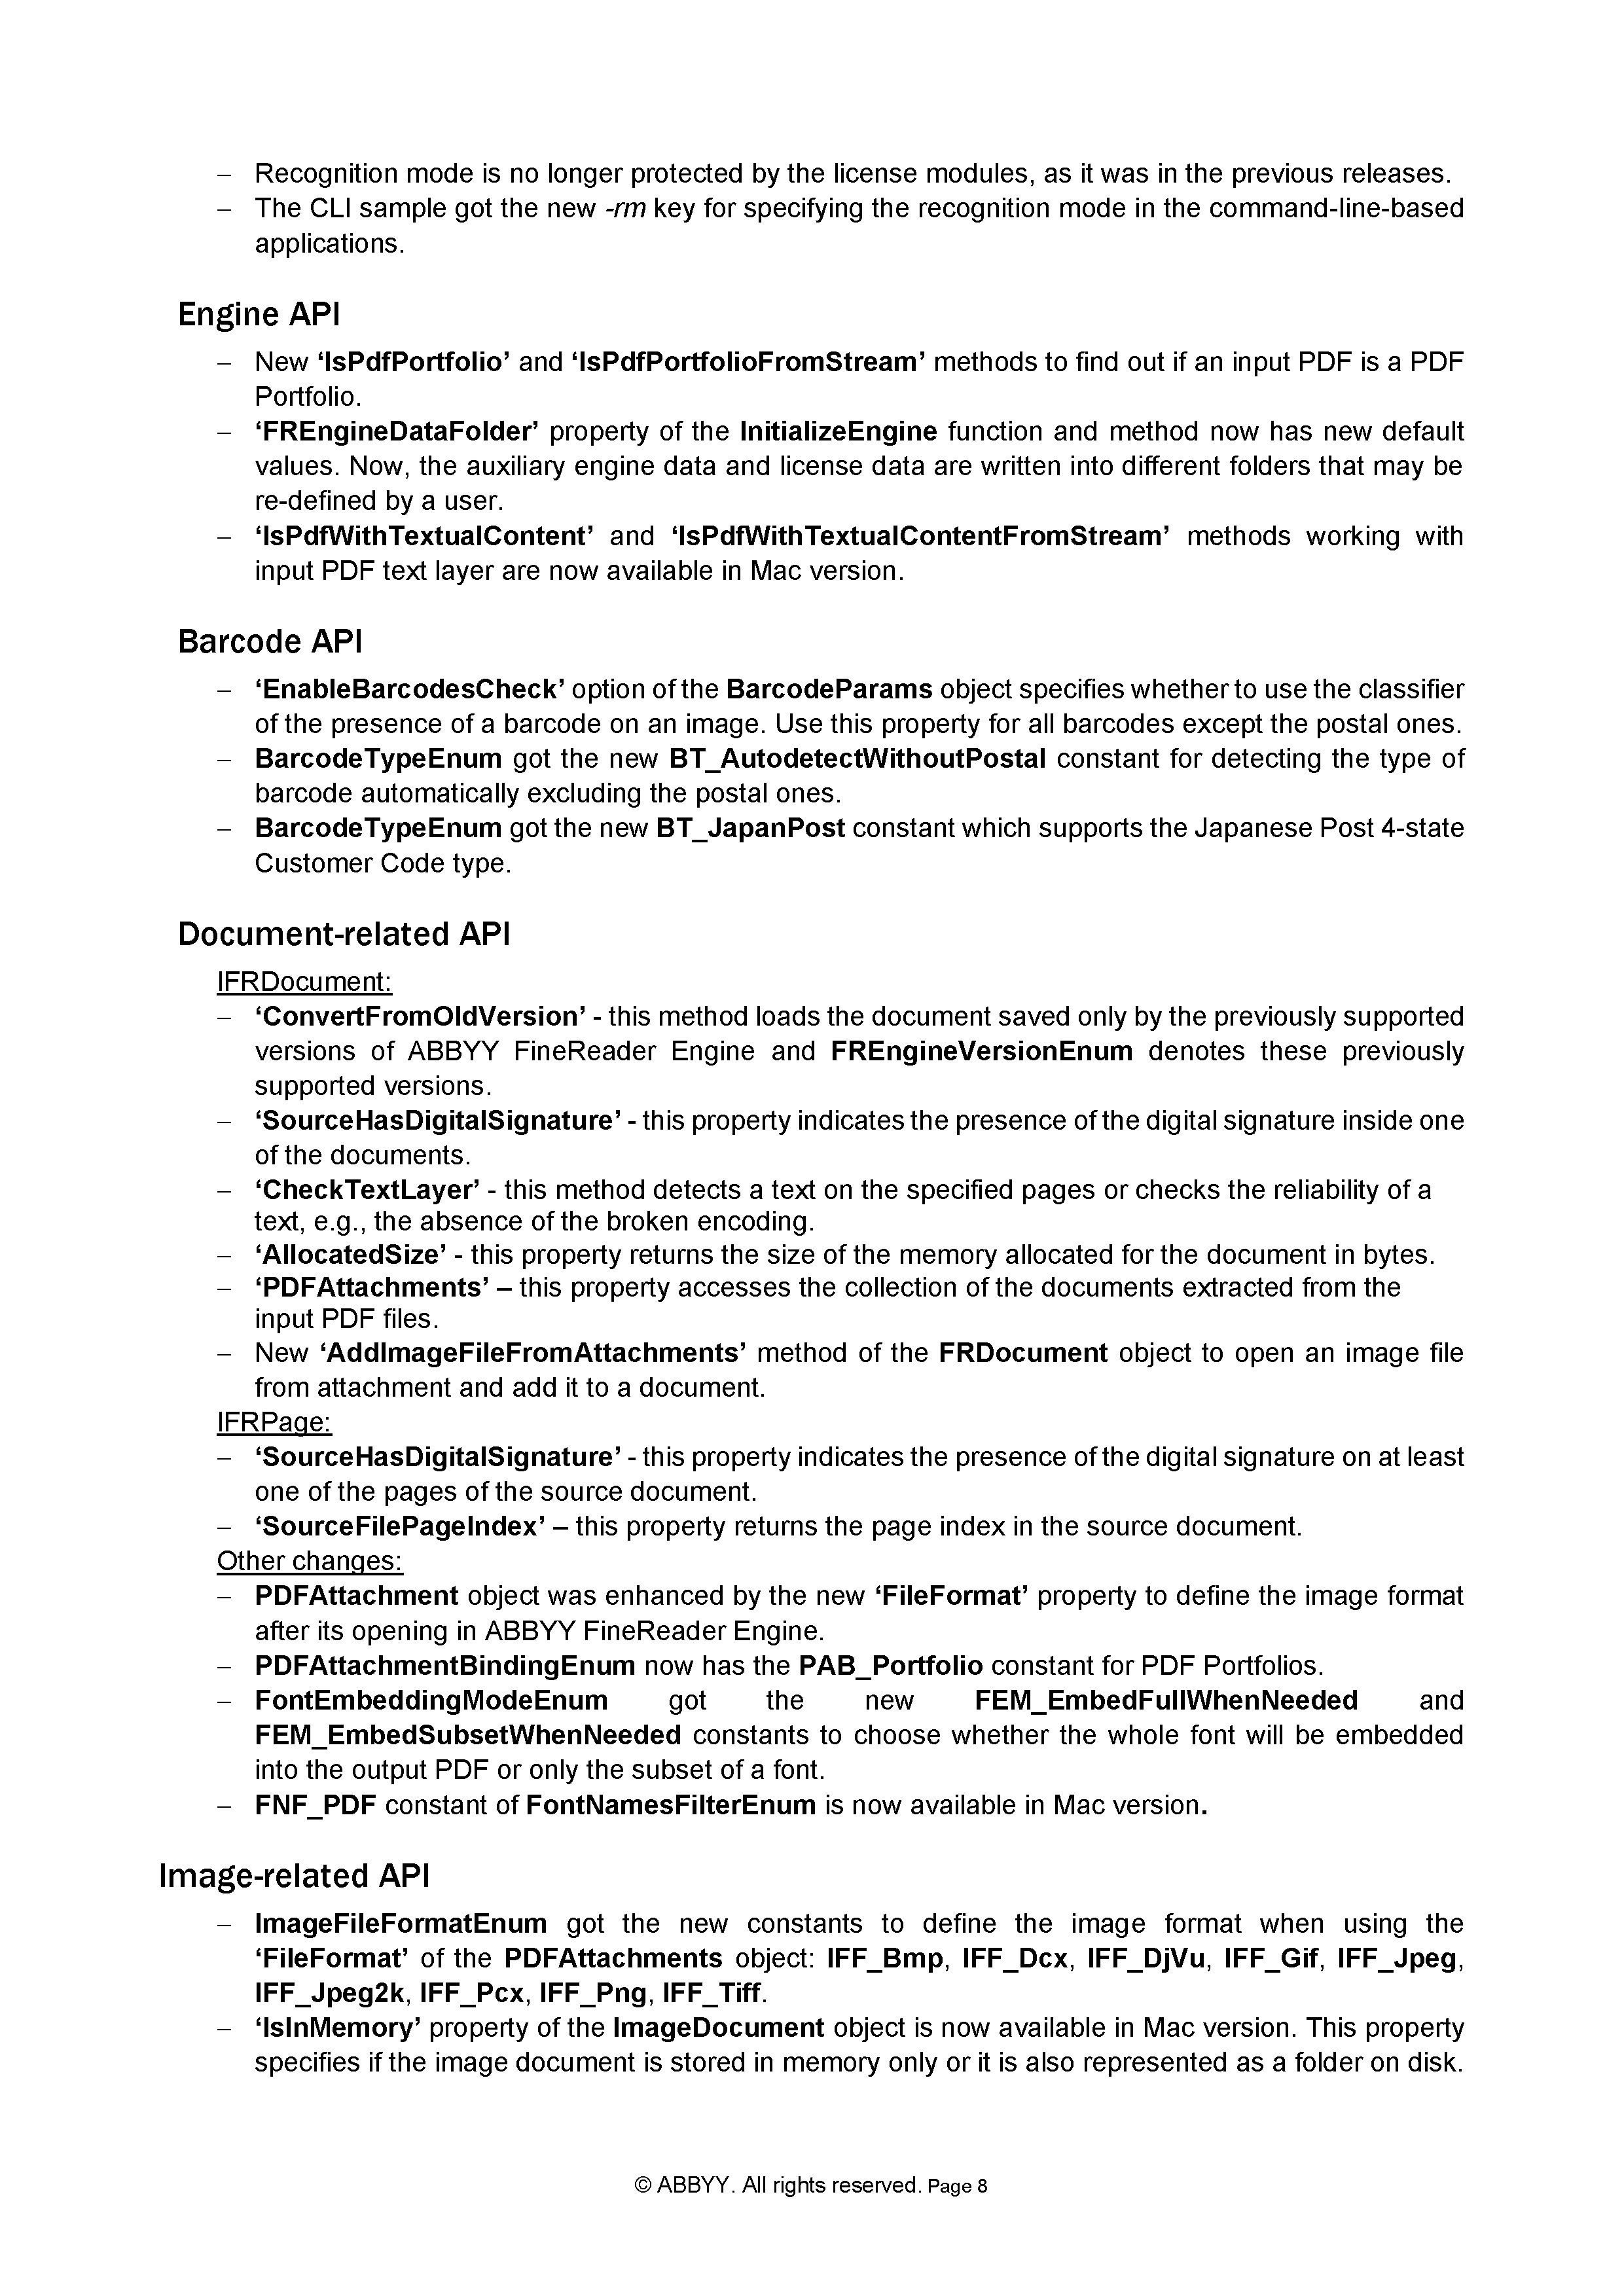 – Recognition mode is no longer protected by the license modules, as it was in the previous releases.
– The CLI sample got the new -rm key for specifying the recognition mode in the command-line-based
applications.
Engine API
– New ‘IsPdfPortfolio’ and ‘IsPdfPortfolioFromStream’ methods to find out if an input PDF is a PDF
Portfolio.
– ‘FREngineDataFolder’ property of the InitializeEngine function and method now has new default
values. Now, the auxiliary engine data and license data are written into different folders that may be
re-defined by a user.
– ‘IsPdfWithTextualContent’ and ‘IsPdfWithTextualContentFromStream’ methods working with
input PDF text layer are now available in Mac version.
Barcode API
– ‘EnableBarcodesCheck’ option of the BarcodeParams object specifies whether to use the classifier
of the presence of a barcode on an image. Use this property for all barcodes except the postal ones.
– BarcodeTypeEnum got the new BT_AutodetectWithoutPostal constant for detecting the type of
barcode automatically excluding the postal ones.
– BarcodeTypeEnum got the new BT_JapanPost constant which supports the Japanese Post 4-state
Customer Code type.
Document-related API
IFRDocument:
– ‘ConvertFromOldVersion’ - this method loads the document saved only by the previously supported
versions of ABBYY FineReader Engine and FREngineVersionEnum denotes these previously
supported versions.
– ‘SourceHasDigitalSignature’ - this property indicates the presence of the digital signature inside one
of the documents.
– ‘CheckTextLayer’ - this method detects a text on the specified pages or checks the reliability of a
text, e.g., the absence of the broken encoding.
– ‘AllocatedSize’ - this property returns the size of the memory allocated for the document in bytes.
– ‘PDFAttachments’ – this property accesses the collection of the documents extracted from the
input PDF files.
– New ‘AddImageFileFromAttachments’ method of the FRDocument object to open an image file
from attachment and add it to a document.
IFRPage:
– ‘SourceHasDigitalSignature’ - this property indicates the presence of the digital signature on at least
one of the pages of the source document.
– ‘SourceFilePageIndex’ – this property returns the page index in the source document.
Other changes:
– PDFAttachment object was enhanced by the new ‘FileFormat’ property to define the image format
after its opening in ABBYY FineReader Engine.
– PDFAttachmentBindingEnum now has the PAB_Portfolio constant for PDF Portfolios.
– FontEmbeddingModeEnum got the new FEM_EmbedFullWhenNeeded and
FEM_EmbedSubsetWhenNeeded constants to choose whether the whole font will be embedded
into the output PDF or only the subset of a font.
– FNF_PDF constant of FontNamesFilterEnum is now available in Mac version.
Image-related API
– ImageFileFormatEnum got the new constants to define the image format when using the
‘FileFormat’ of the PDFAttachments object: IFF_Bmp, IFF_Dcx, IFF_DjVu, IFF_Gif, IFF_Jpeg,
IFF_Jpeg2k, IFF_Pcx, IFF_Png, IFF_Tiff.
– ‘IsInMemory’ property of the ImageDocument object is now available in Mac version. This property
specifies if the image document is stored in memory only or it is also represented as a folder on disk.
© ABBYY. All rights reserved. Page 8